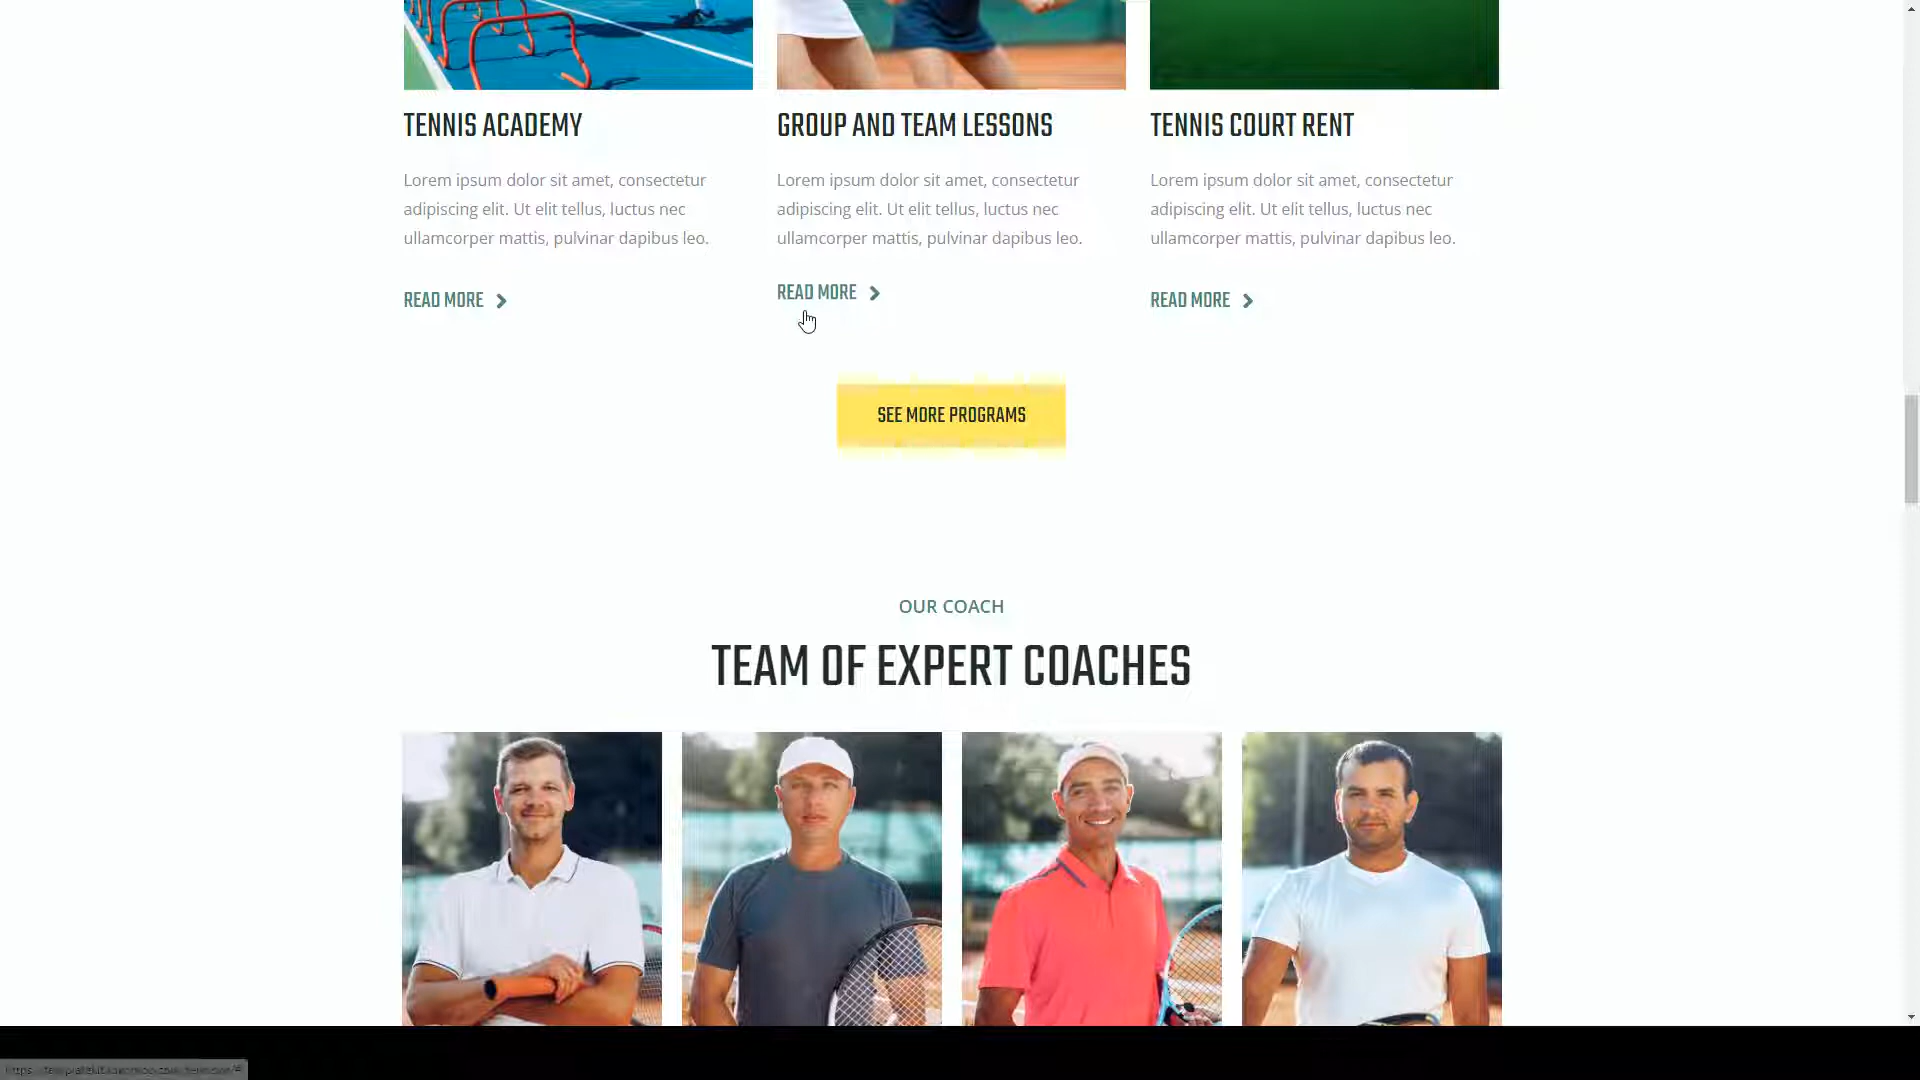 TENNIS ACADEMY
Lorem ipsum dolor sit amet, consectetur
adipiscing elit. Ut elit tellus, luctus nec
ullamcorper mattis, pulvinar dapibus leo.
READ MORE
GROUP AND TEAM LESSONS
Lorem ipsum dolor sit amet, consectetur
adipiscing elit. Ut elit tellus, luctus nec
ullamcorper mattis, pulvinar dapibus leo.
READ MORE
TENNIS COURT RENT
Lorem ipsum dolor sit amet, consectetur
adipiscing elit. Ut elit tellus, luctus nec
ullamcorper mattis, pulvinar dapibus leo.
READ MORE
SEE MORE PROGRAMS
OUR COACH
TEAM OF EXPERT COACHES